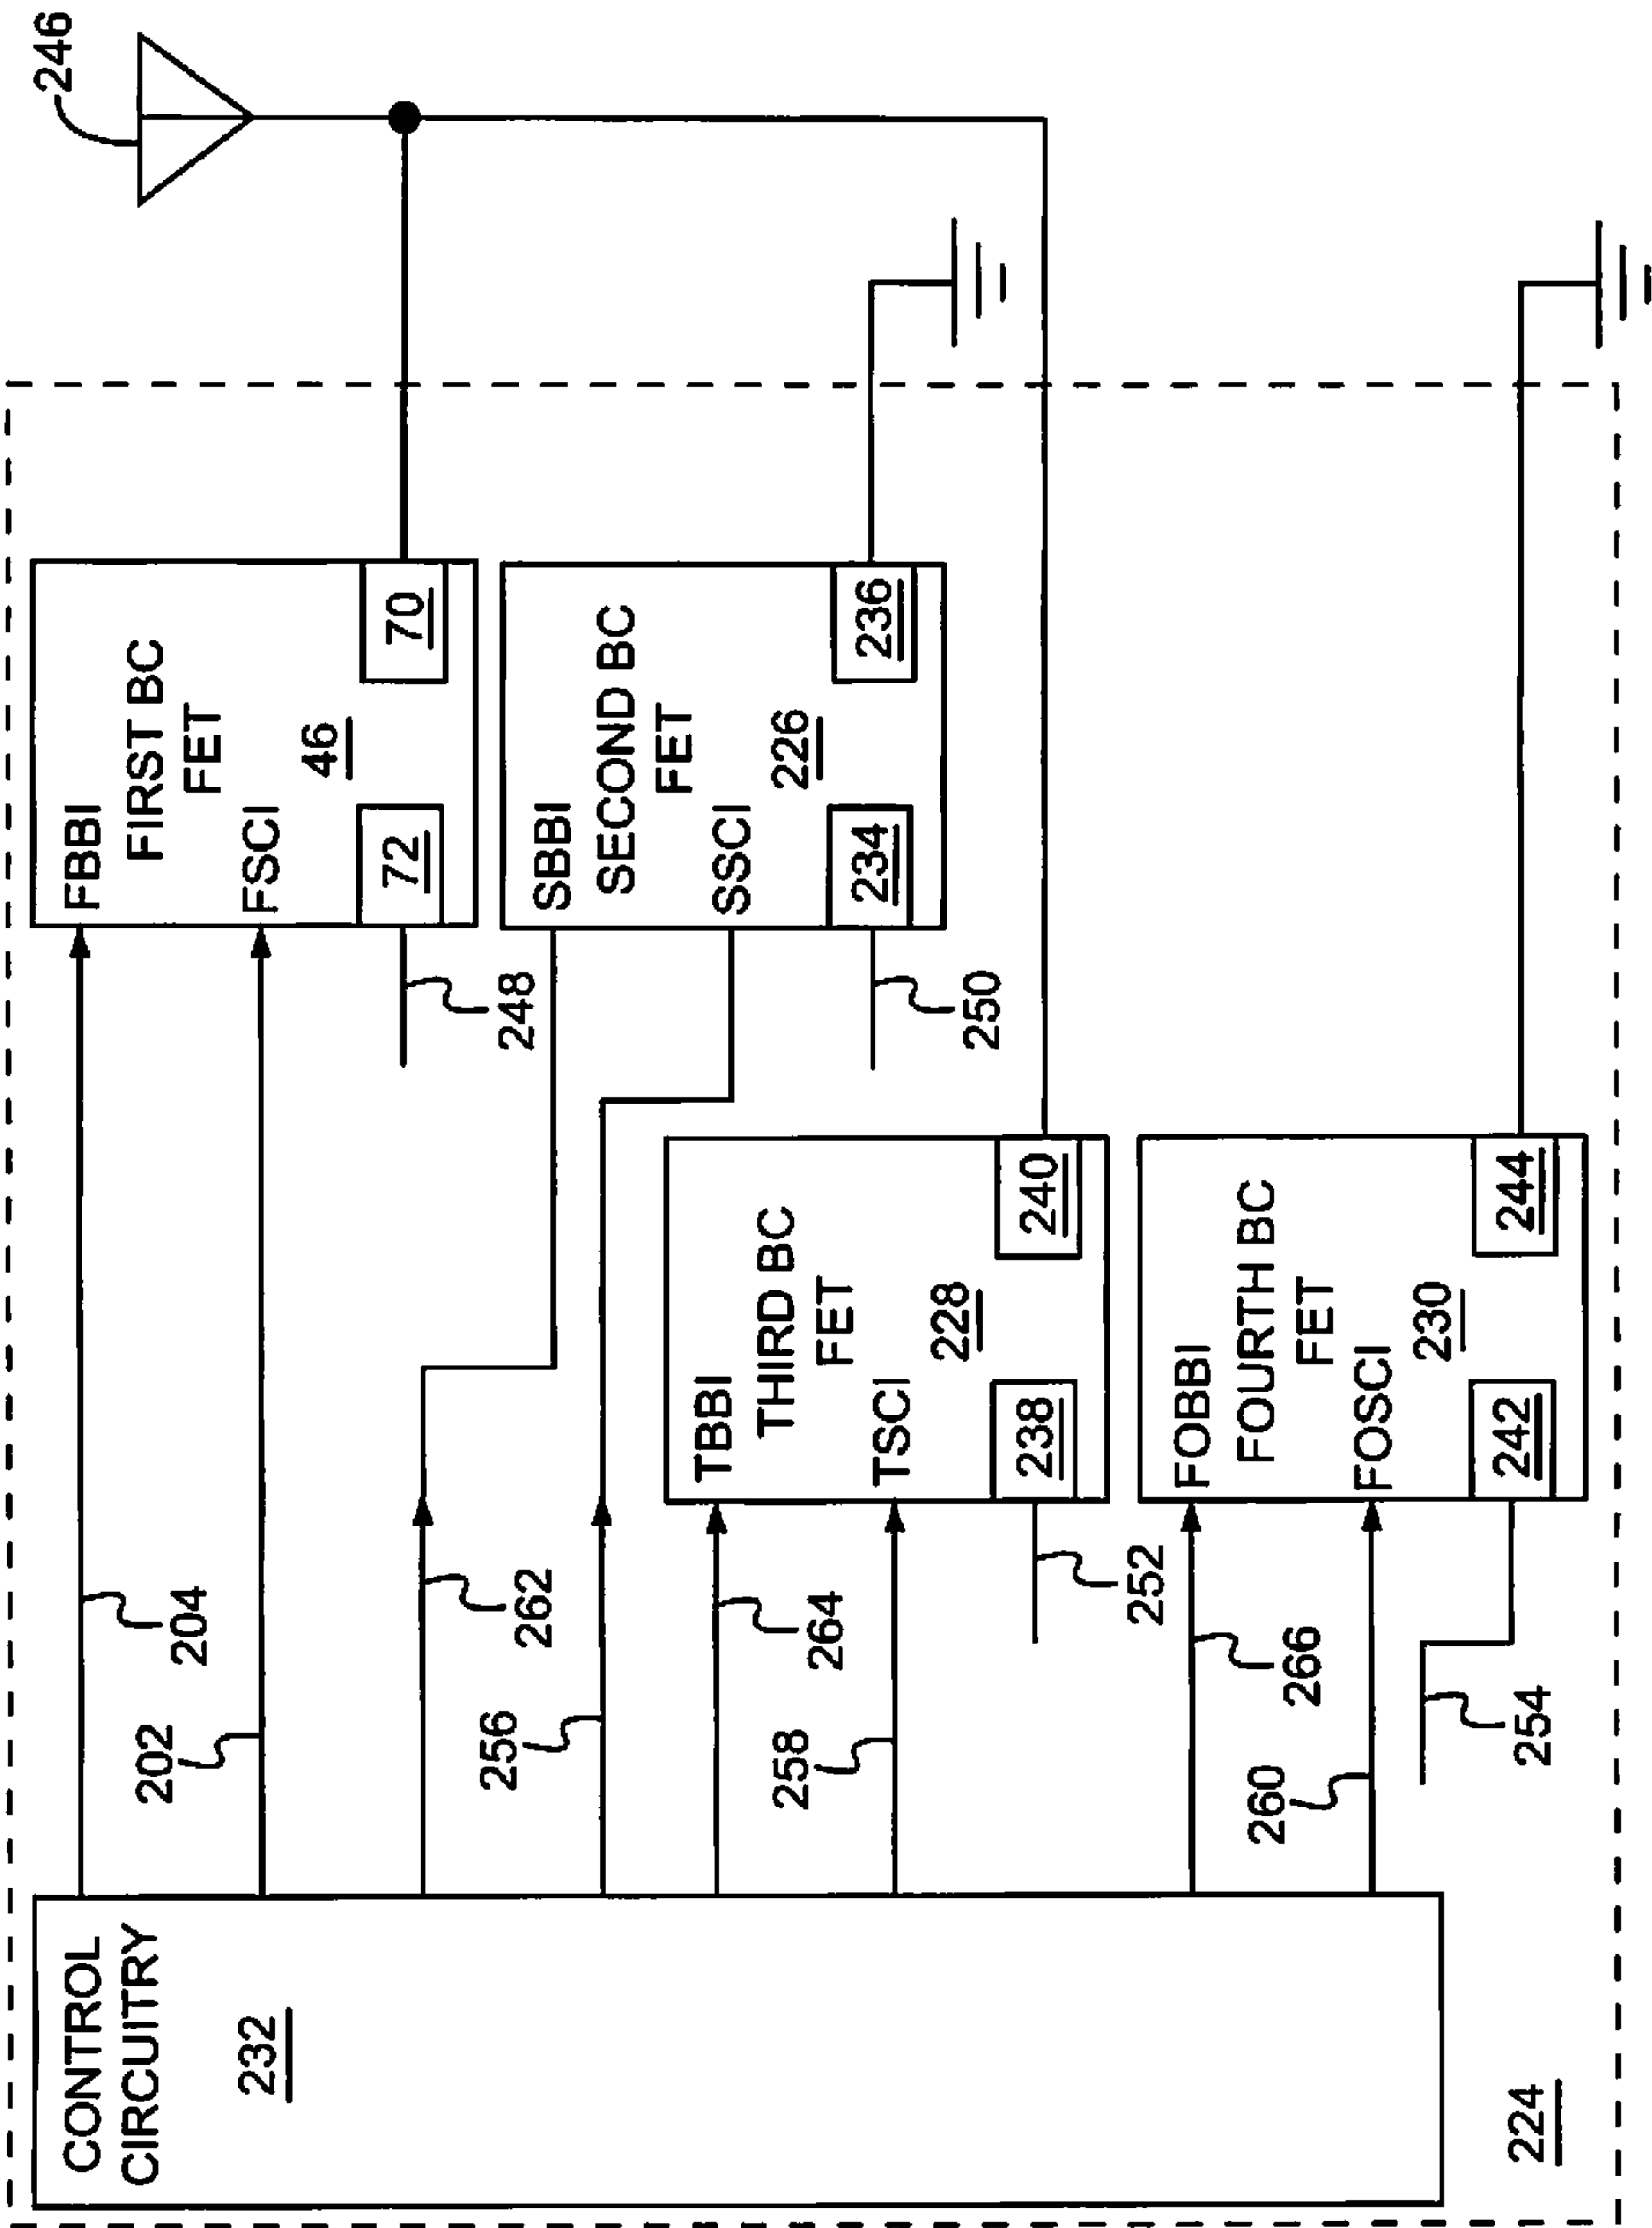 CONTROL
CIRCUITRY
232
224
204
202
262
256
264
258
266
260
FBBI
FIRST BC
FET
FSCI
46
72
70
248
SBBI
SECOND BC
FET
SSCI
226
234
236
250
TBBI
THIRD BC
FET
TSCI
228
238
240
252
FOBBI
FOURTH BC
FET
FOSCI
230
242
244
254
246